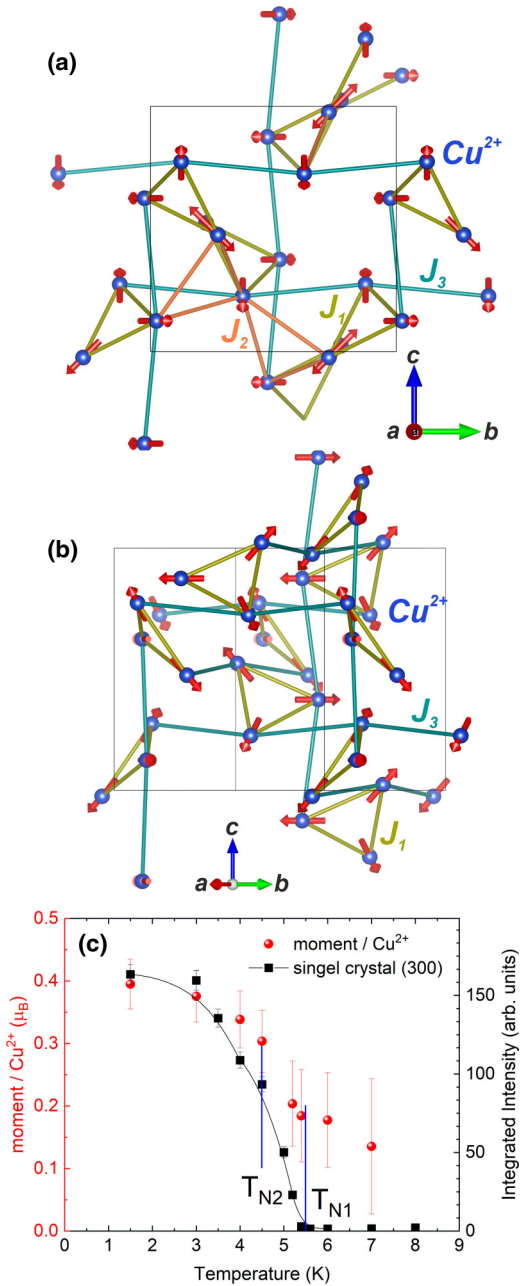 (a)
Cu2+
J3
J1
J2
c
a
a
b
(b)
Cu2+
J3
J1
c
a
b
(c)
moment / Cu2+
singel crystal (300)
moment / Cu2+ (μB)
Integrated Intensity (arb. units)
0.5
0.4
0.3
0.2
0.1
0.0
150
100
50
0
TN2
TN1
0 1 2 3 4 5 6 7 8 9
Temperature (K)